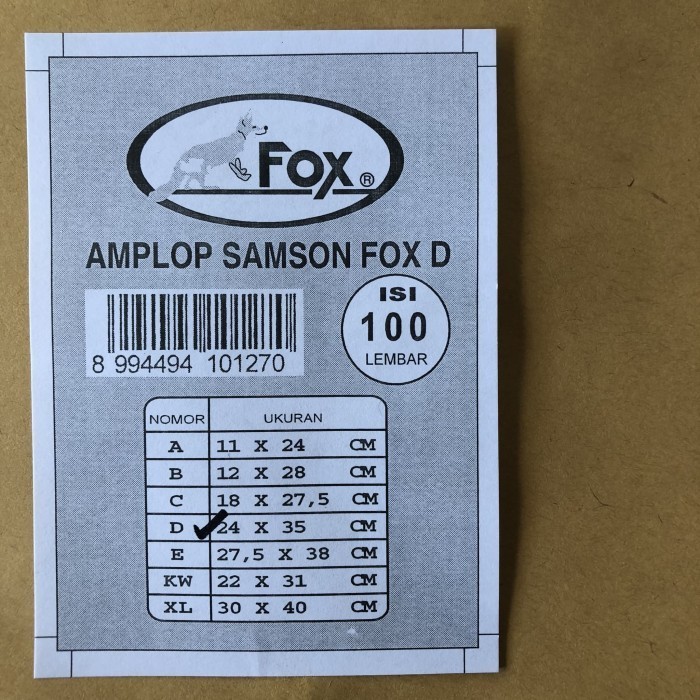 Fox ®
AMPLOP SAMSON FOX D
8 994494 101270
ISI
100
LEMBAR
NOMOR UKURAN
A 11 X 24 CM
B 12 X 28 CM
C 18 X 27,5 CM
D 24 X 35 CM
E 27,5 X 38 CM
KW 22 X 31 CM
XL 30 X 40 CM